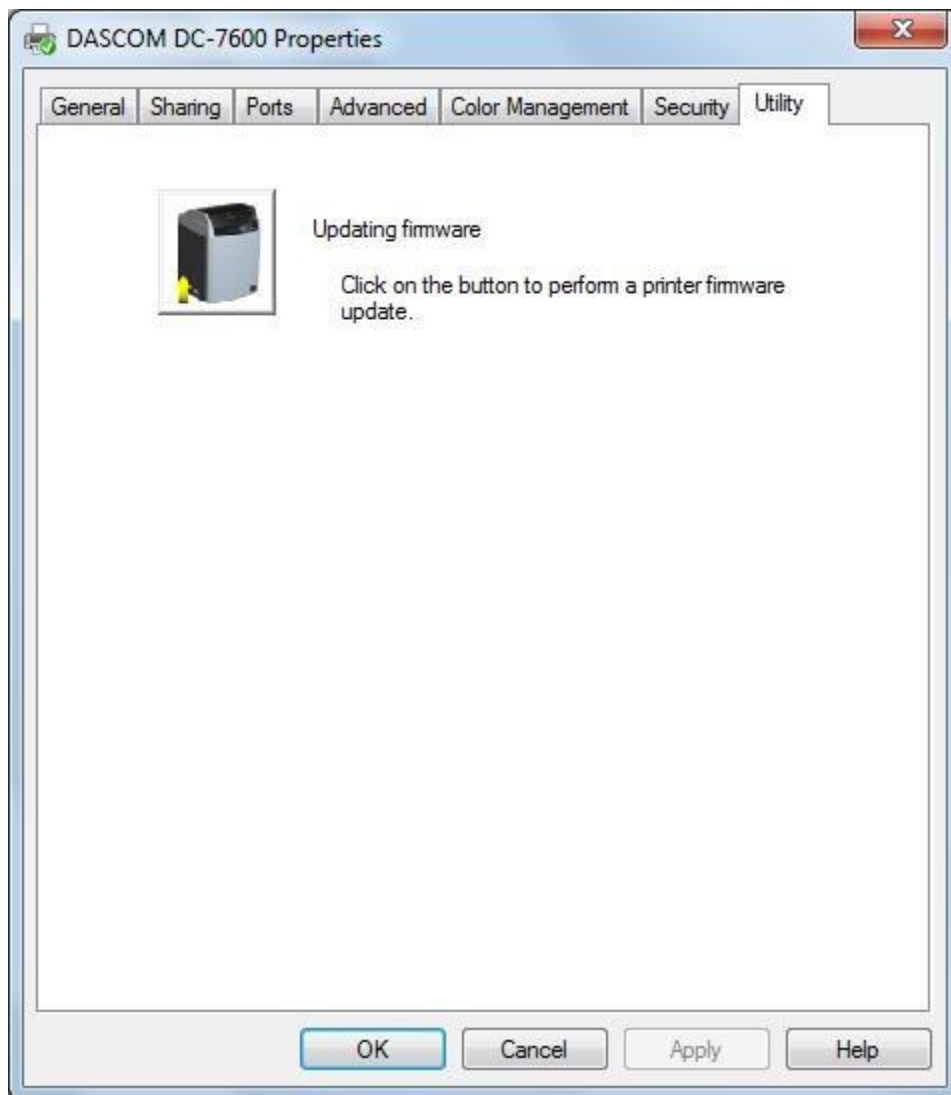 DASCOM DC-7600 Properties
General Sharing Ports Advanced Color Management Security Utility
Updating firmware
Click on the button to perform a printer firmware
update.
OK Cancel Apply Help